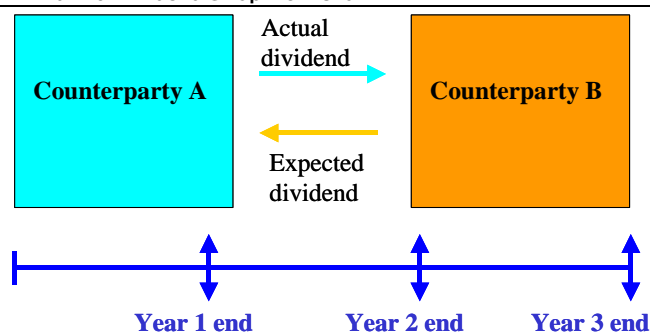 Actual
dividend
Counterparty A
Counterparty B
Expected
dividend
Year 1 end
Year 2 end
Year 3 end